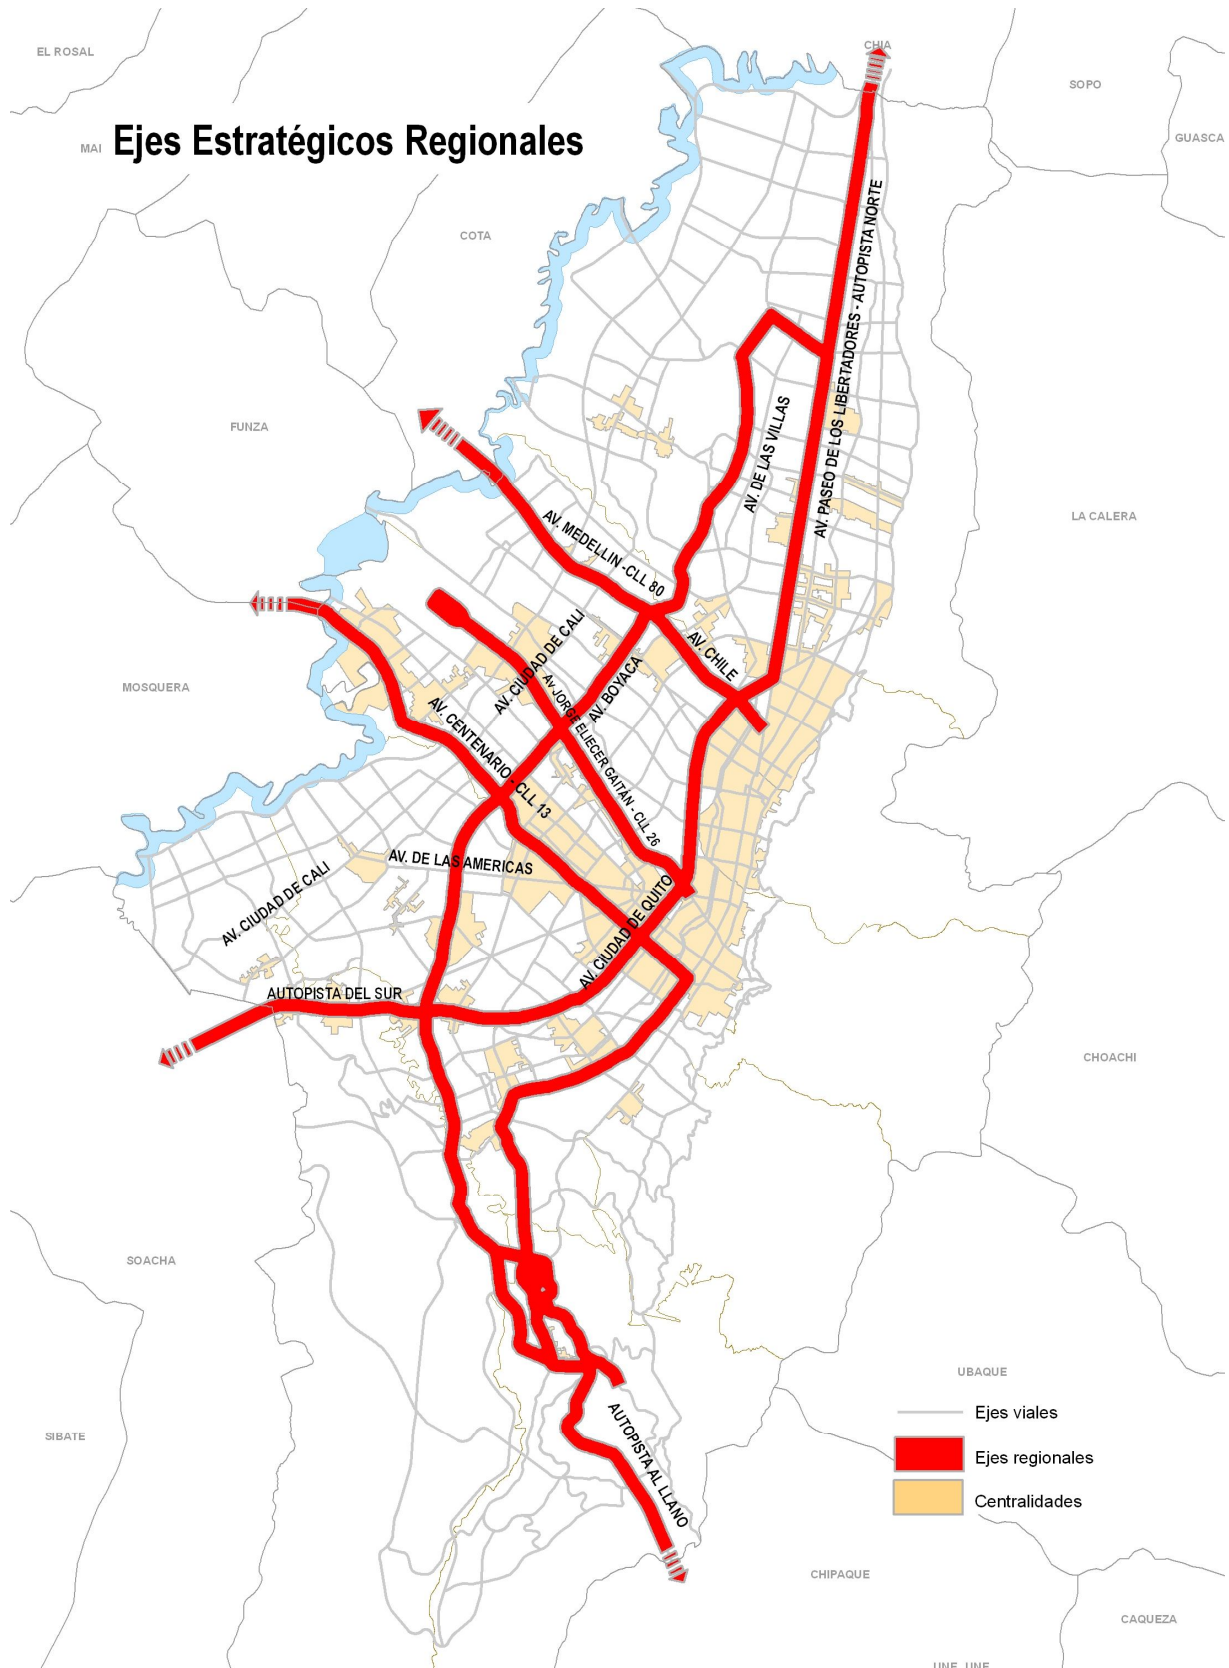 CHIA
EL ROSAL
SOPO
GUASCA
MAI
Ejes Estratégicos Regionales
COTA
AV. PASEO DE LOS LIBERTADORES - AUTOPISTA NORTE
FUNZA
AV. DE LAS VILLAS
LA CALERA
AV. MEDELLIN -CLL 80
AV. CIUDAD DE CALI
AV. CHILE
AV. BOYACA
MOSQUERA
AV. CENTENARIO - CLL 13
AV JORGE ELIECER GAITÁN - CLL 26
AV. DE LAS AMERICAS
AV. CIUDAD DE CALI
AV. CIUDAD DE QUITO
AUTOPISTA DEL SUR
CHOACHI
SOACHA
UBAQUE
Ejes viales
SIBATE
AUTOPISTA AL LLANO
Ejes regionales
Centralidades
CHIPAQUE
CAQUEZA
UNE UNE